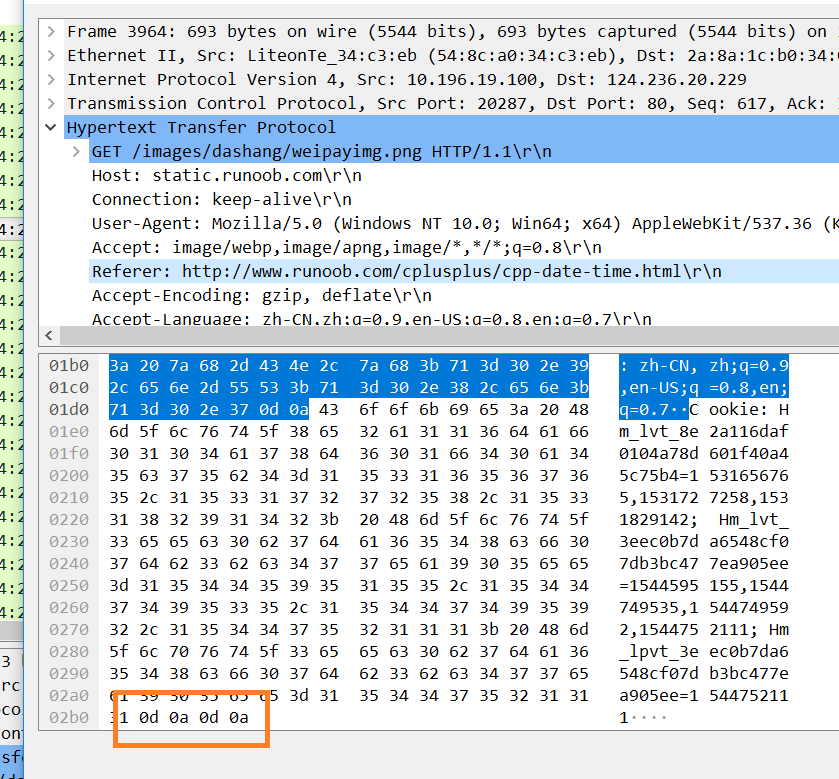 Frame 3964: 693 bytes on wire (5544 bits), 693 bytes captured (5544 bits) on
Ethernet II, Src: LiteonTe_34:c3:eb (54:8c:a0:34:c3:eb), Dst: 2a:8a:1c:b0:34:
Internet Protocol Version 4, Src: 10.196.19.100, Dst: 124.236.20.229
Transmission Control Protocol, Src Port: 20287, Dst Port: 80, Seq: 617, Ack:
Hypertext Transfer Protocol
GET /images/dashang/weipayimg.png HTTP/1.1\r\n
Host: static.runoob.com\r\n
Connection: keep-alive\r\n
User-Agent: Mozilla/5.0 (Windows NT 10.0; Win64; x64) AppleWebKit/537.36 (K
Accept: image/webp,image/apng,image/*,*/*;q=0.8\r\n
Referer: http://www.runoob.com/cplusplus/cpp-date-time.html\r\n
Accept-Encoding: gzip, deflate\r\n
Accept-Language: zh-CN,zh;q=0.9,en-US;q=0.8,en;q=0.7\r\n
01b0 3a 20 7a 68 2d 43 4e 2c 7a 68 3b 71 3d 30 2e 39 : zh-CN, zh;q=0.9
01c0 2c 65 6e 2d 55 53 3b 71 3d 30 2e 38 2c 65 6e 3b ,en-US;q =0.8,en;
01d0 71 3d 30 2e 37 0d 0a 43 6f 6f 6b 69 65 3a 20 48 q=0.7··C ookie: H
01e0 6d 5f 6c 76 74 5f 38 65 32 61 31 31 36 64 61 66 m_lvt_8e 2a116daf
01f0 30 31 30 34 61 37 38 64 36 30 31 66 34 30 61 34 0104a78d 601f40a4
0200 35 63 37 35 62 34 3d 31 35 33 31 36 35 36 37 36 5c75b4=1 53165676
0210 35 2c 31 35 33 31 37 32 37 32 35 38 2c 31 35 33 5,153172 7258,153
0220 31 38 32 39 31 34 32 3b 20 48 6d 5f 6c 76 74 5f 1829142; Hm_lvt_
0230 33 65 65 63 30 62 37 64 61 36 35 34 38 63 66 30 3eec0b7d a6548cf0
0240 37 64 62 33 62 63 34 37 37 65 61 39 30 35 65 65 7db3bc47 7ea905ee
0250 3d 31 35 34 34 35 39 35 31 35 35 2c 31 35 34 34 =1544595 155,1544
0260 37 34 39 35 33 35 2c 31 35 34 34 37 34 39 35 39 749535,1 54474959
0270 32 2c 31 35 34 34 37 35 32 31 31 31 3b 20 48 6d 2,154475 2111; Hm
0280 5f 6c 70 76 74 5f 33 65 65 63 30 62 37 64 61 36 _lpvt_3e ec0b7da6
0290 35 34 38 63 66 30 37 64 62 33 62 63 34 37 37 65 548cf07d b3bc477e
02a0 61 39 30 35 65 65 3d 31 35 34 34 37 35 32 31 31 a905ee=1 54475211
02b0 31 0d 0a 0d 0a 1····